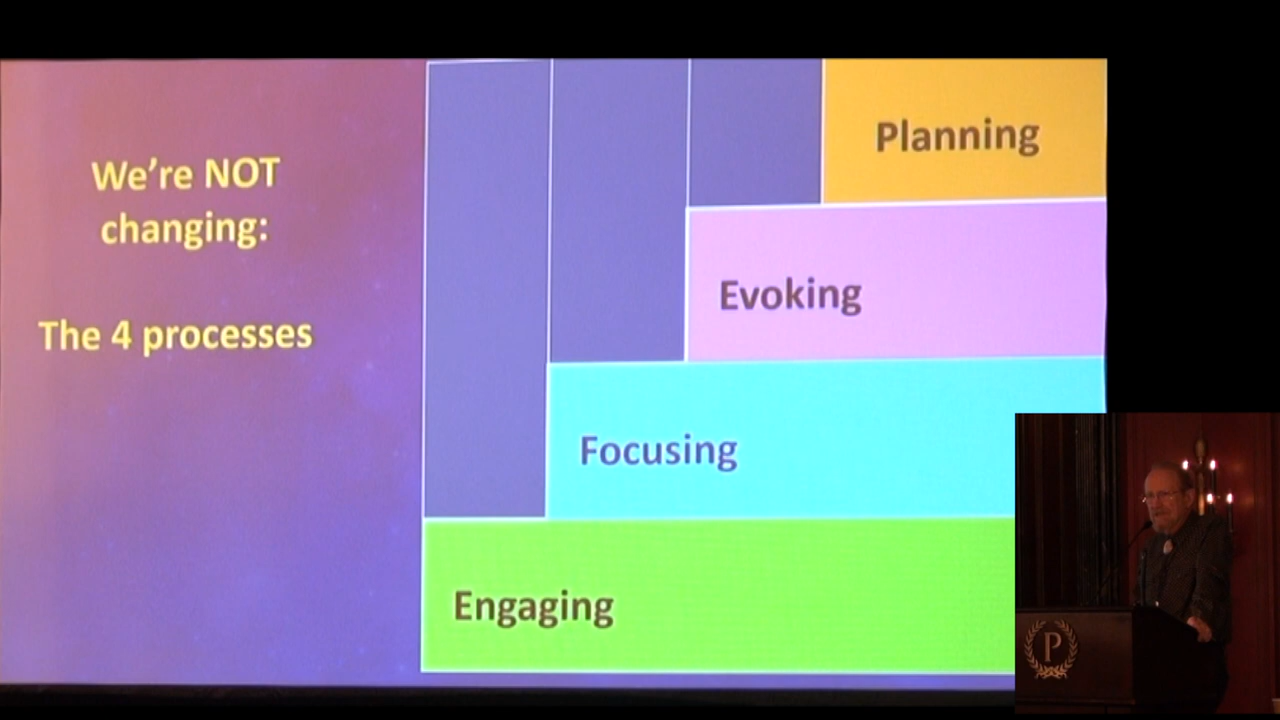 We're NOT
changing:
The 4 processes
Planning
Evoking
Focusing
Engaging
P